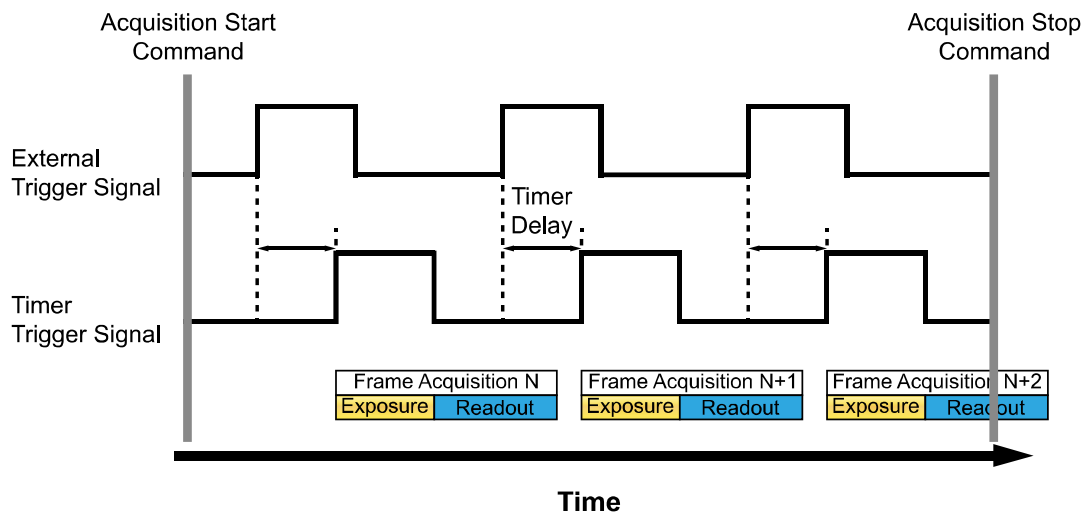 Acquisition Start
Command
Acquisition Stop
Command
External
Trigger Signal
Timer
Delay
Timer
Trigger Signal
Frame Acquisition N
Frame Acquisition N+1
Frame Acquisition N+2
Exposure
Readout
Exposure
Readout
Exposure
Readout
Time